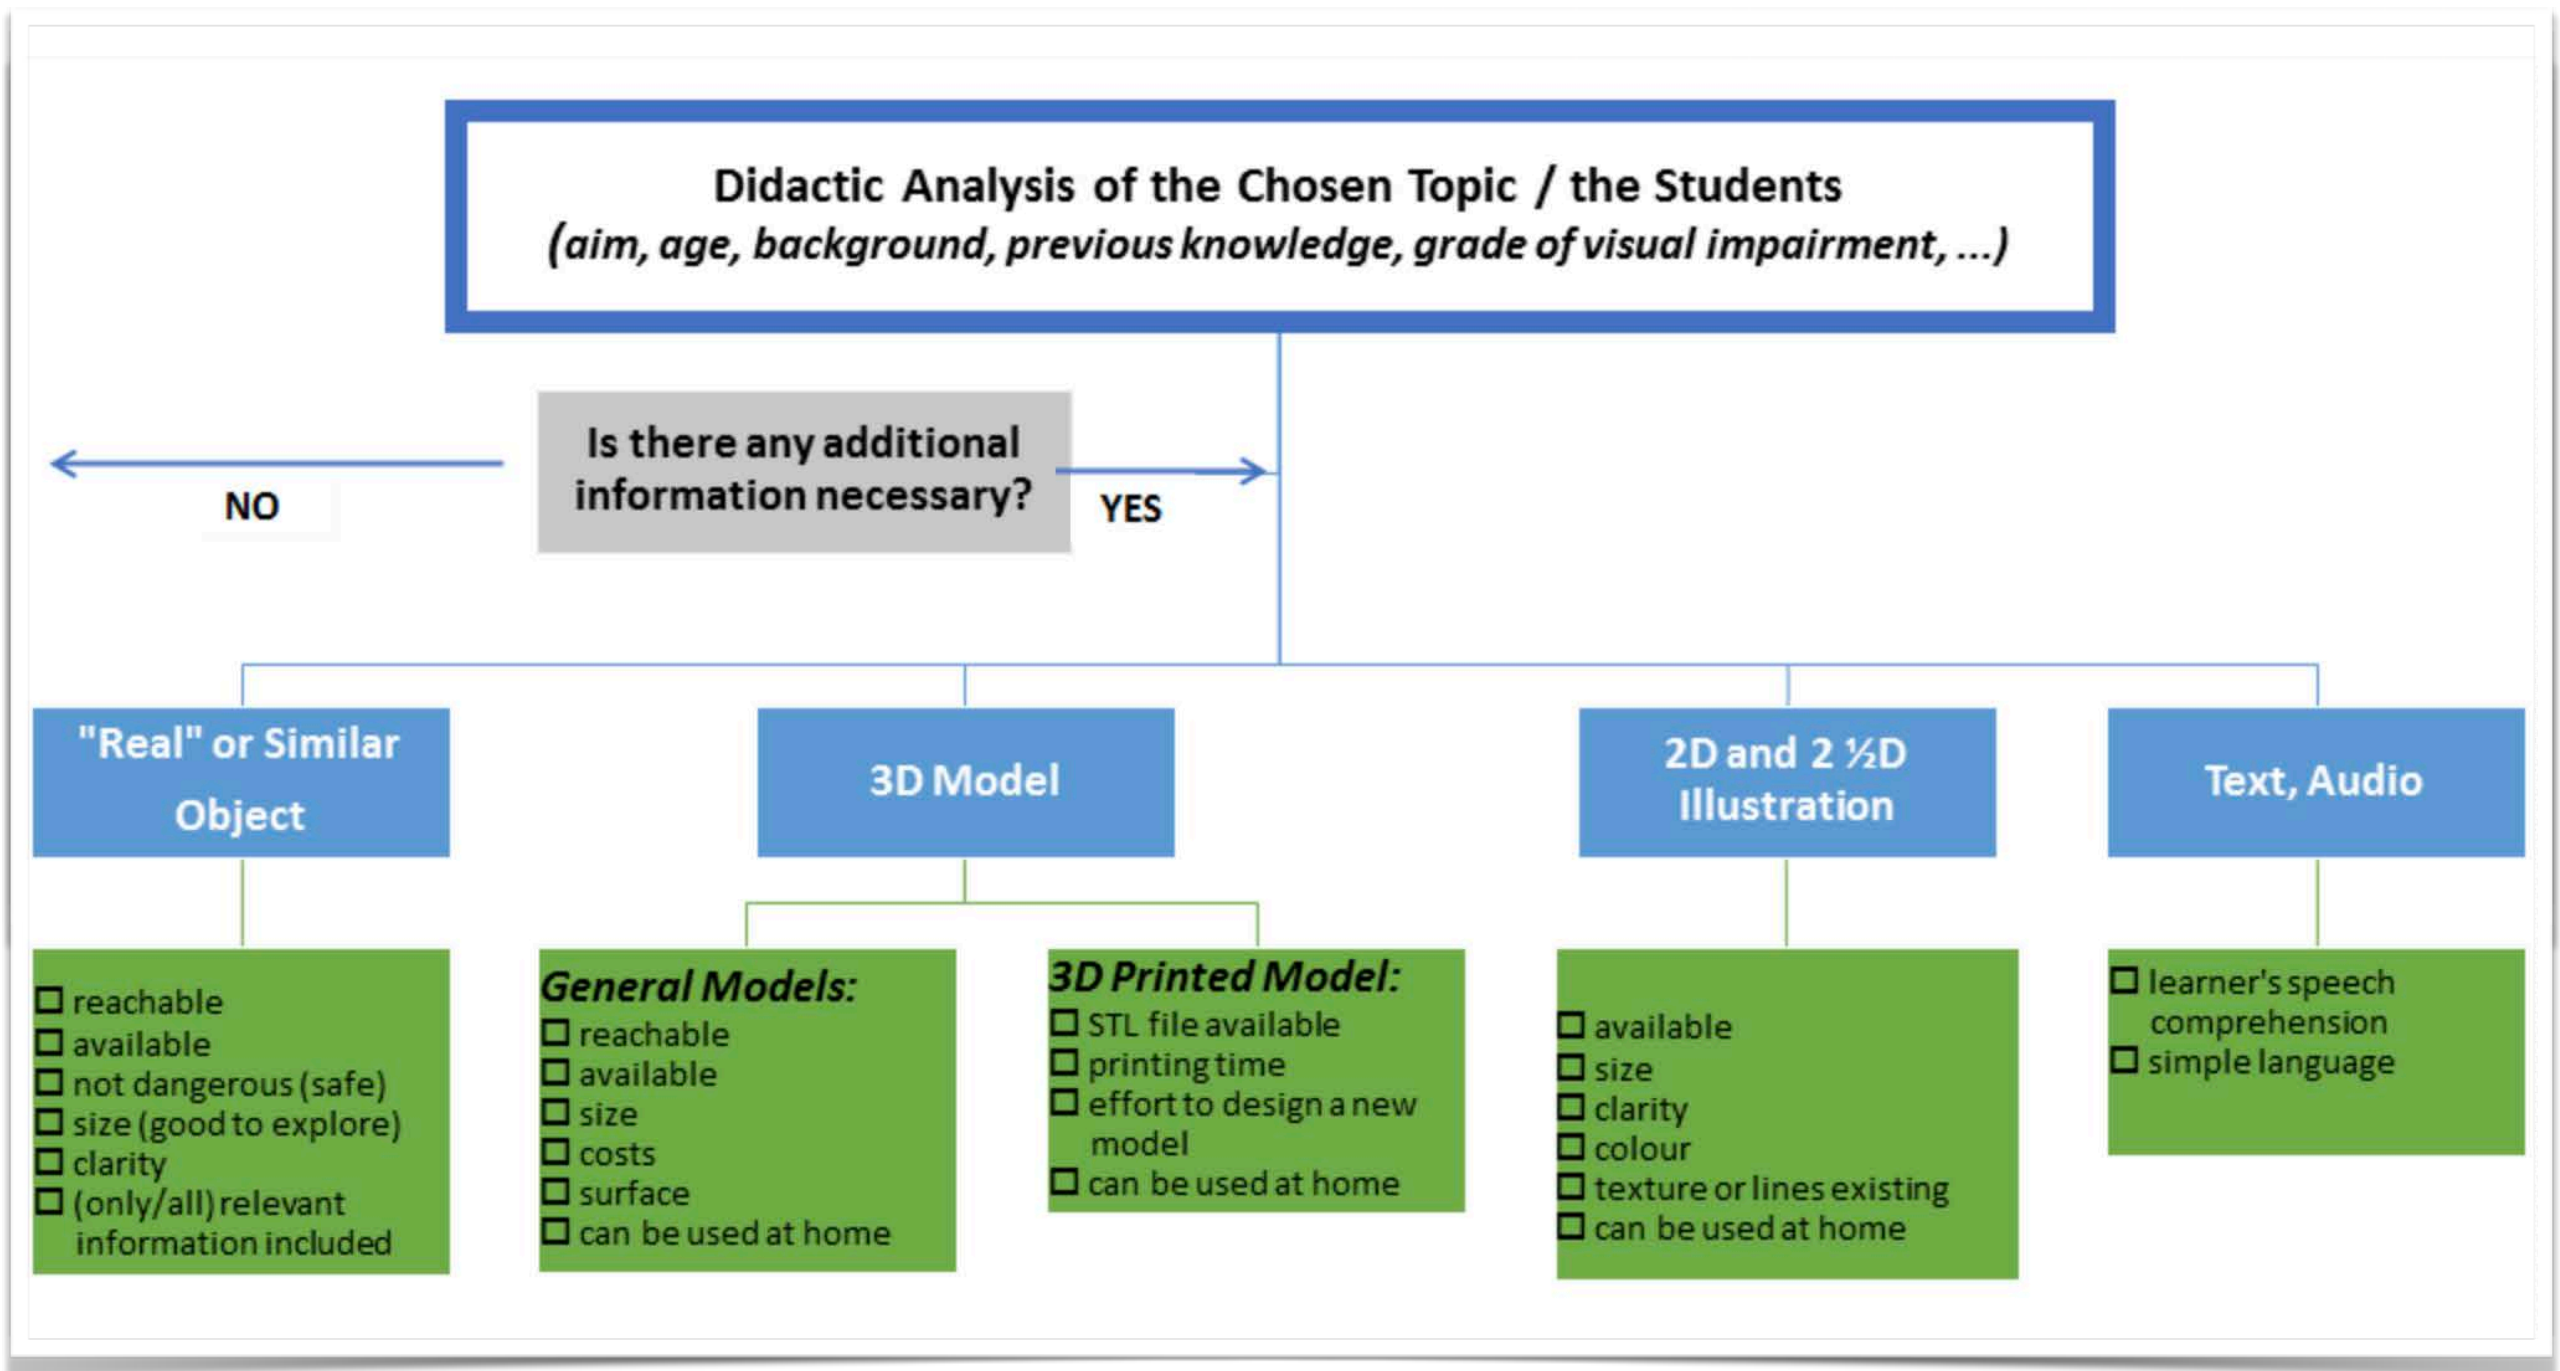 Didactic Analysis of the Chosen Topic / the Students
(aim, age, background, previous knowledge, grade of visual impairment, ...)
Is there any additional
information necessary?
NO
YES
"Real" or Similar
Object
3D Model
2D and 2 ½D
Illustration
Text, Audio
☐ reachable
☐ available
☐ not dangerous (safe)
☐ size (good to explore)
☐ clarity
☐ (only/all) relevant
information included
General Models:
☐ reachable
☐ available
☐ size
☐ costs
☐ surface
☐ can be used at home
3D Printed Model:
☐ STL file available
☐ printing time
☐ effort to design a new
model
☐ can be used at home
☐ available
☐ size
☐ clarity
☐ colour
☐ texture or lines existing
☐ can be used at home
☐ learner's speech
comprehension
☐ simple language